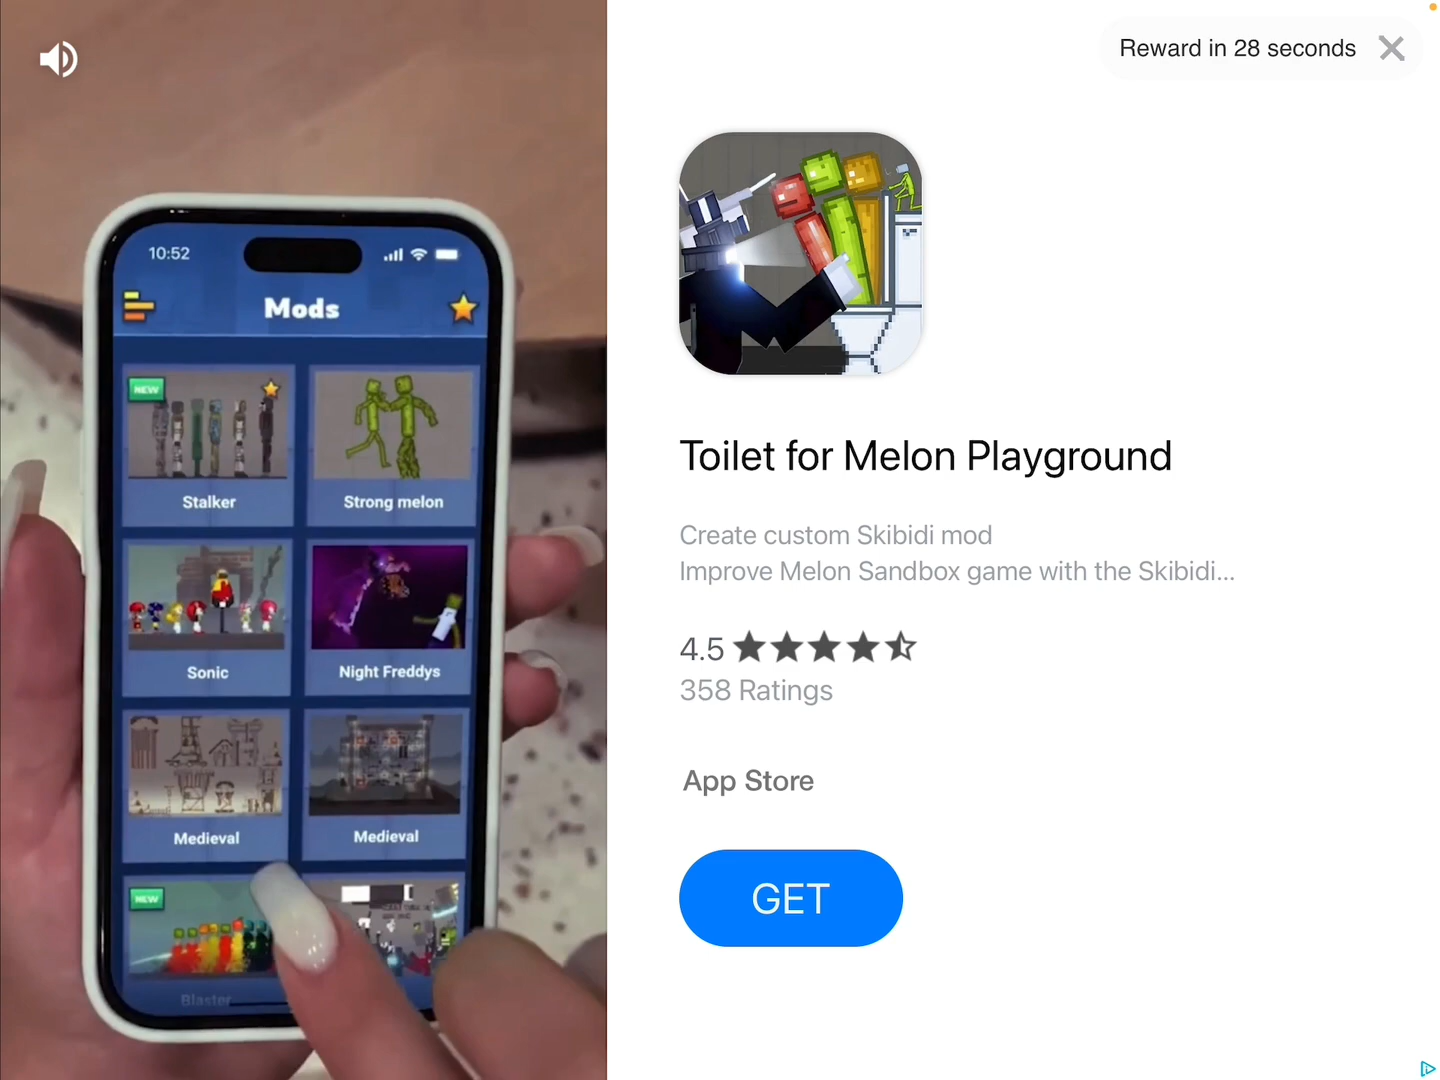 Reward in 28 seconds
10:52
Mods
NEW
Stalker
Strong melon
Sonic
Night Freddys
Medieval
Medieval
NEW
Blaster
Toilet for Melon Playground
Create custom Skibidi mod
Improve Melon Sandbox game with the Skibidi...
4.5
358 Ratings
App Store
GET